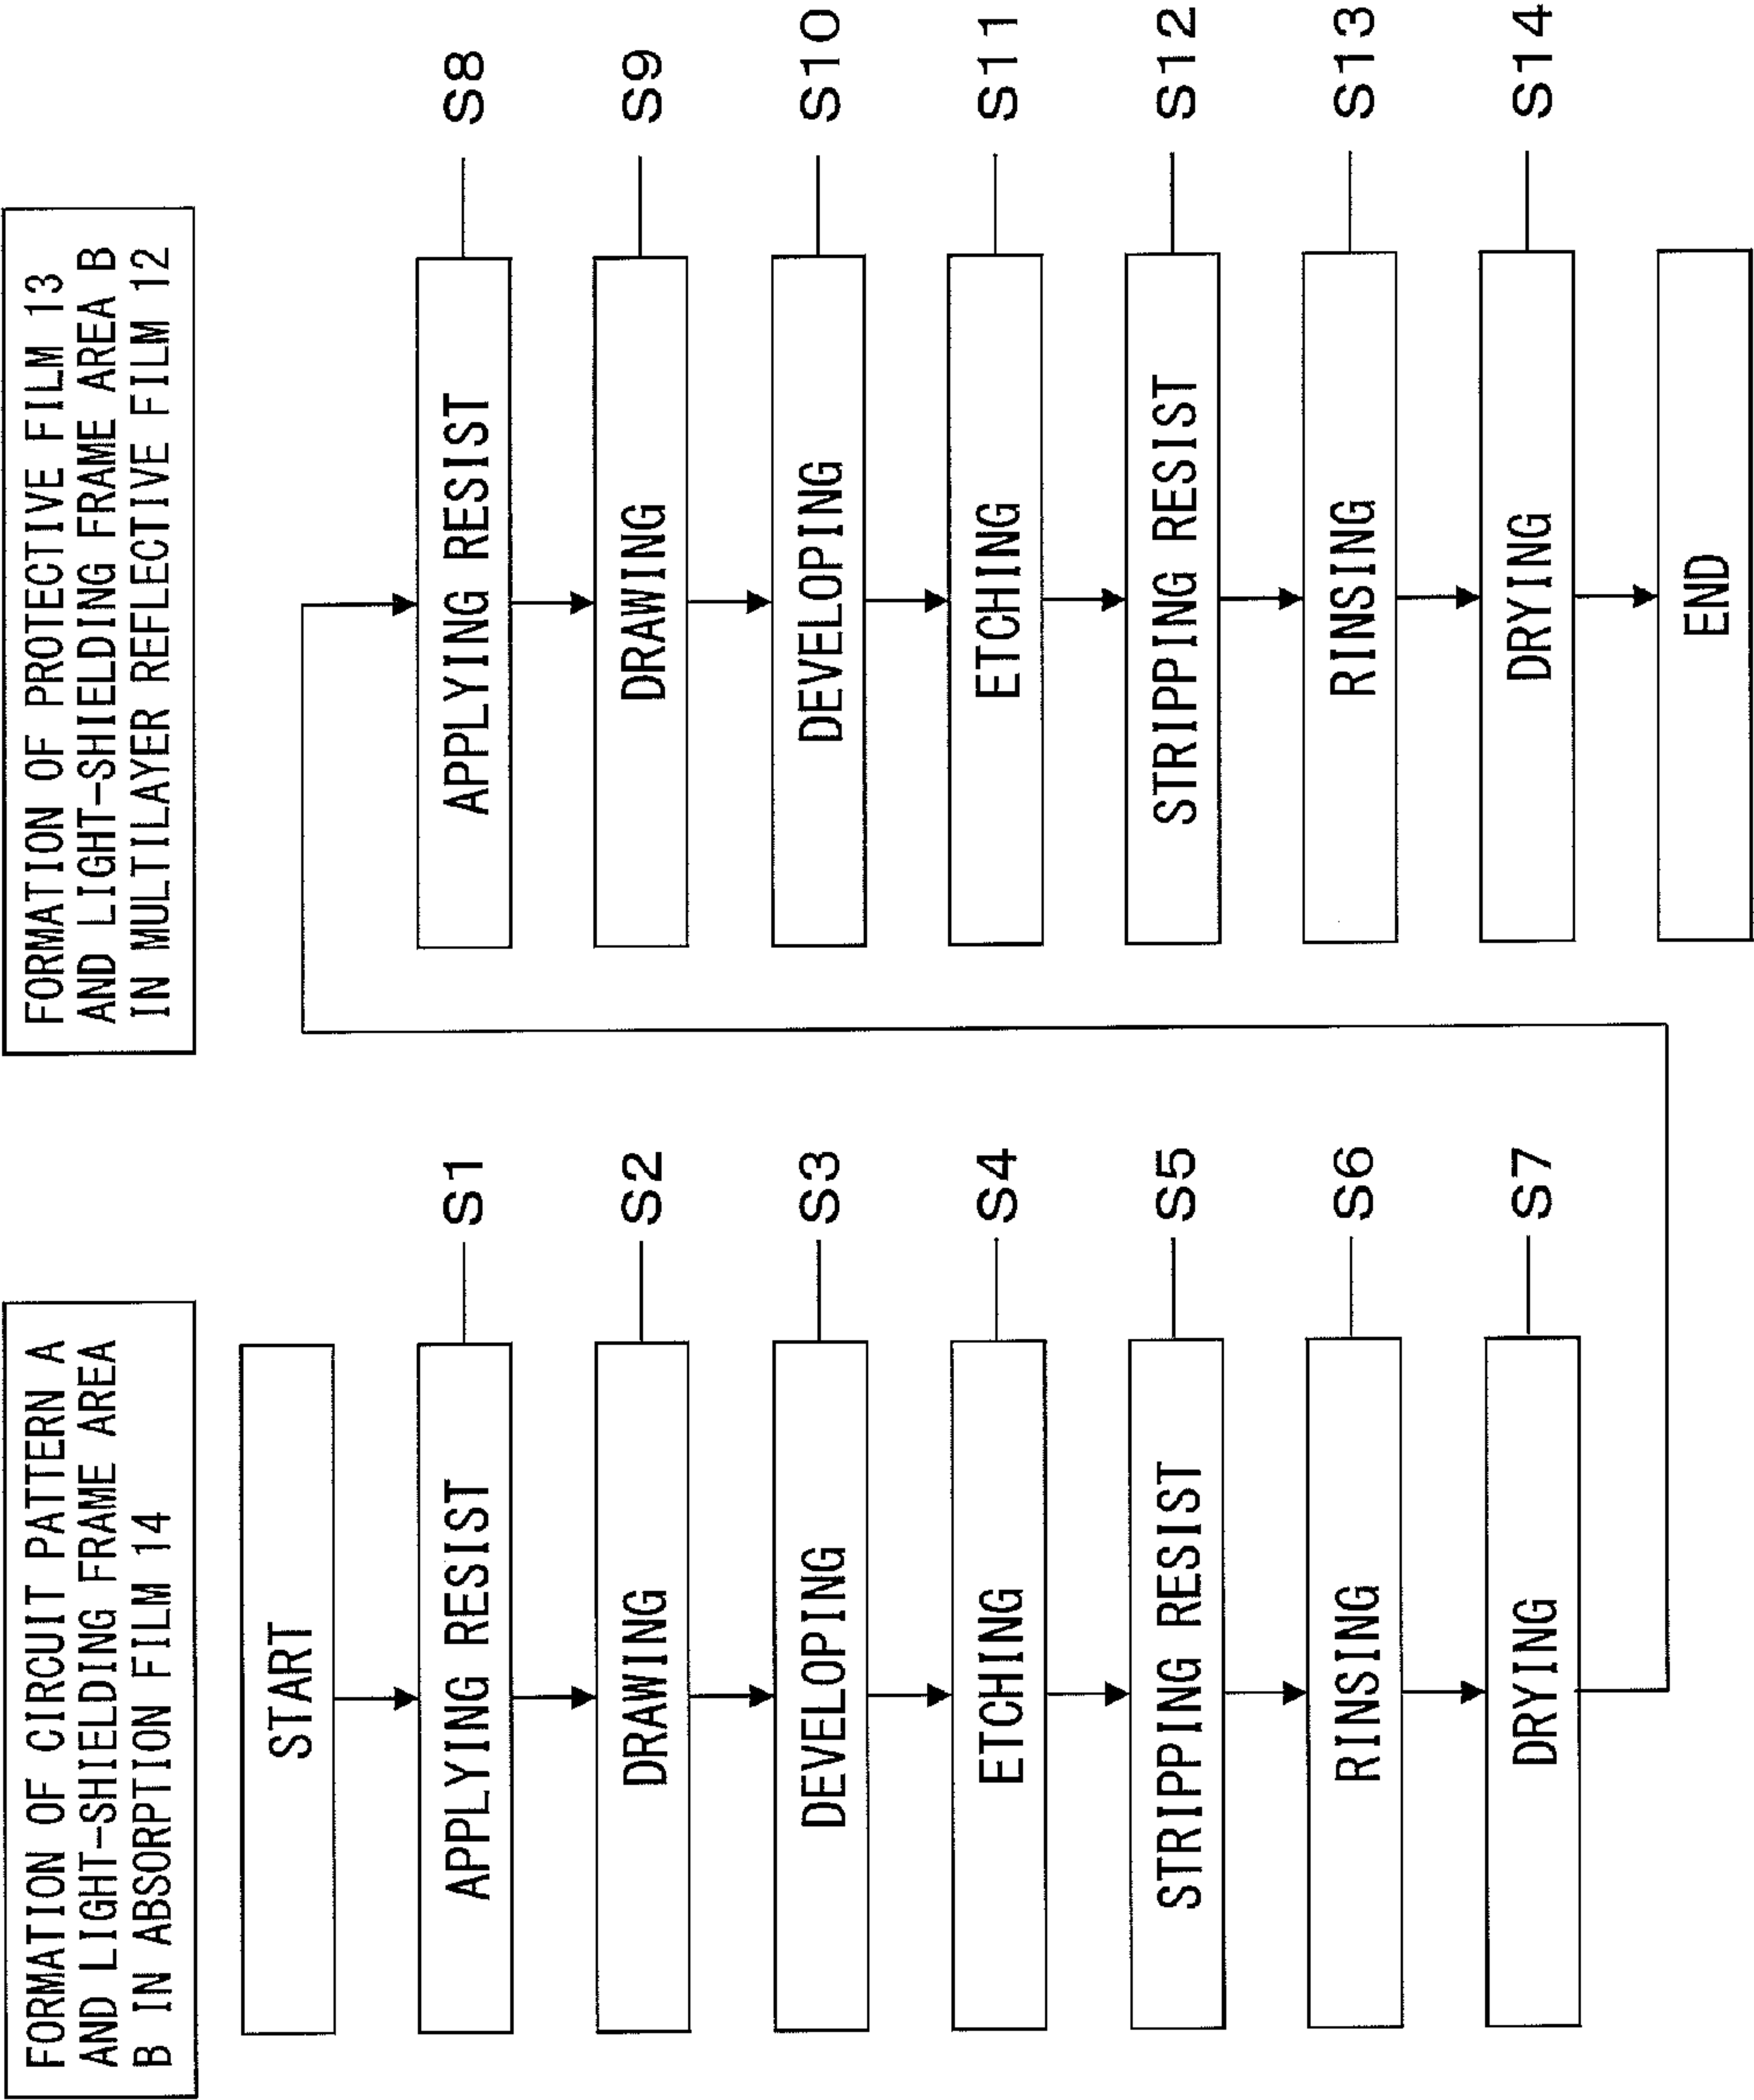 FORMATION OF CIRCUIT PATTERN A
AND LIGHT-SHIELDING FRAME AREA
B IN ABSORPTION FILM 14
START
APPLYING RESIST
S1
DRAWING
S2
DEVELOPING
S3
ETCHING
S4
STRIPPING RESIST
S5
RINSING
S6
DRYING
S7
FORMATION OF PROTECTIVE FILM 13
AND LIGHT-SHIELDING FRAME AREA B
IN MULTILAYER REFLECTIVE FILM 12
APPLYING RESIST
S8
DRAWING
S9
DEVELOPING
S10
ETCHING
S11
STRIPPING RESIST
S12
RINSING
S13
DRYING
S14
END